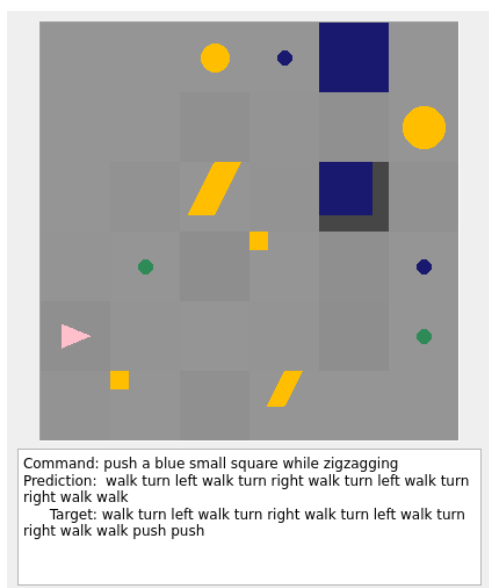 Command: push a blue small square while zigzagging
Prediction:  walk turn left walk turn right walk turn left walk turn
right walk walk
Target: walk turn left walk turn right walk turn left walk turn
right walk walk push push